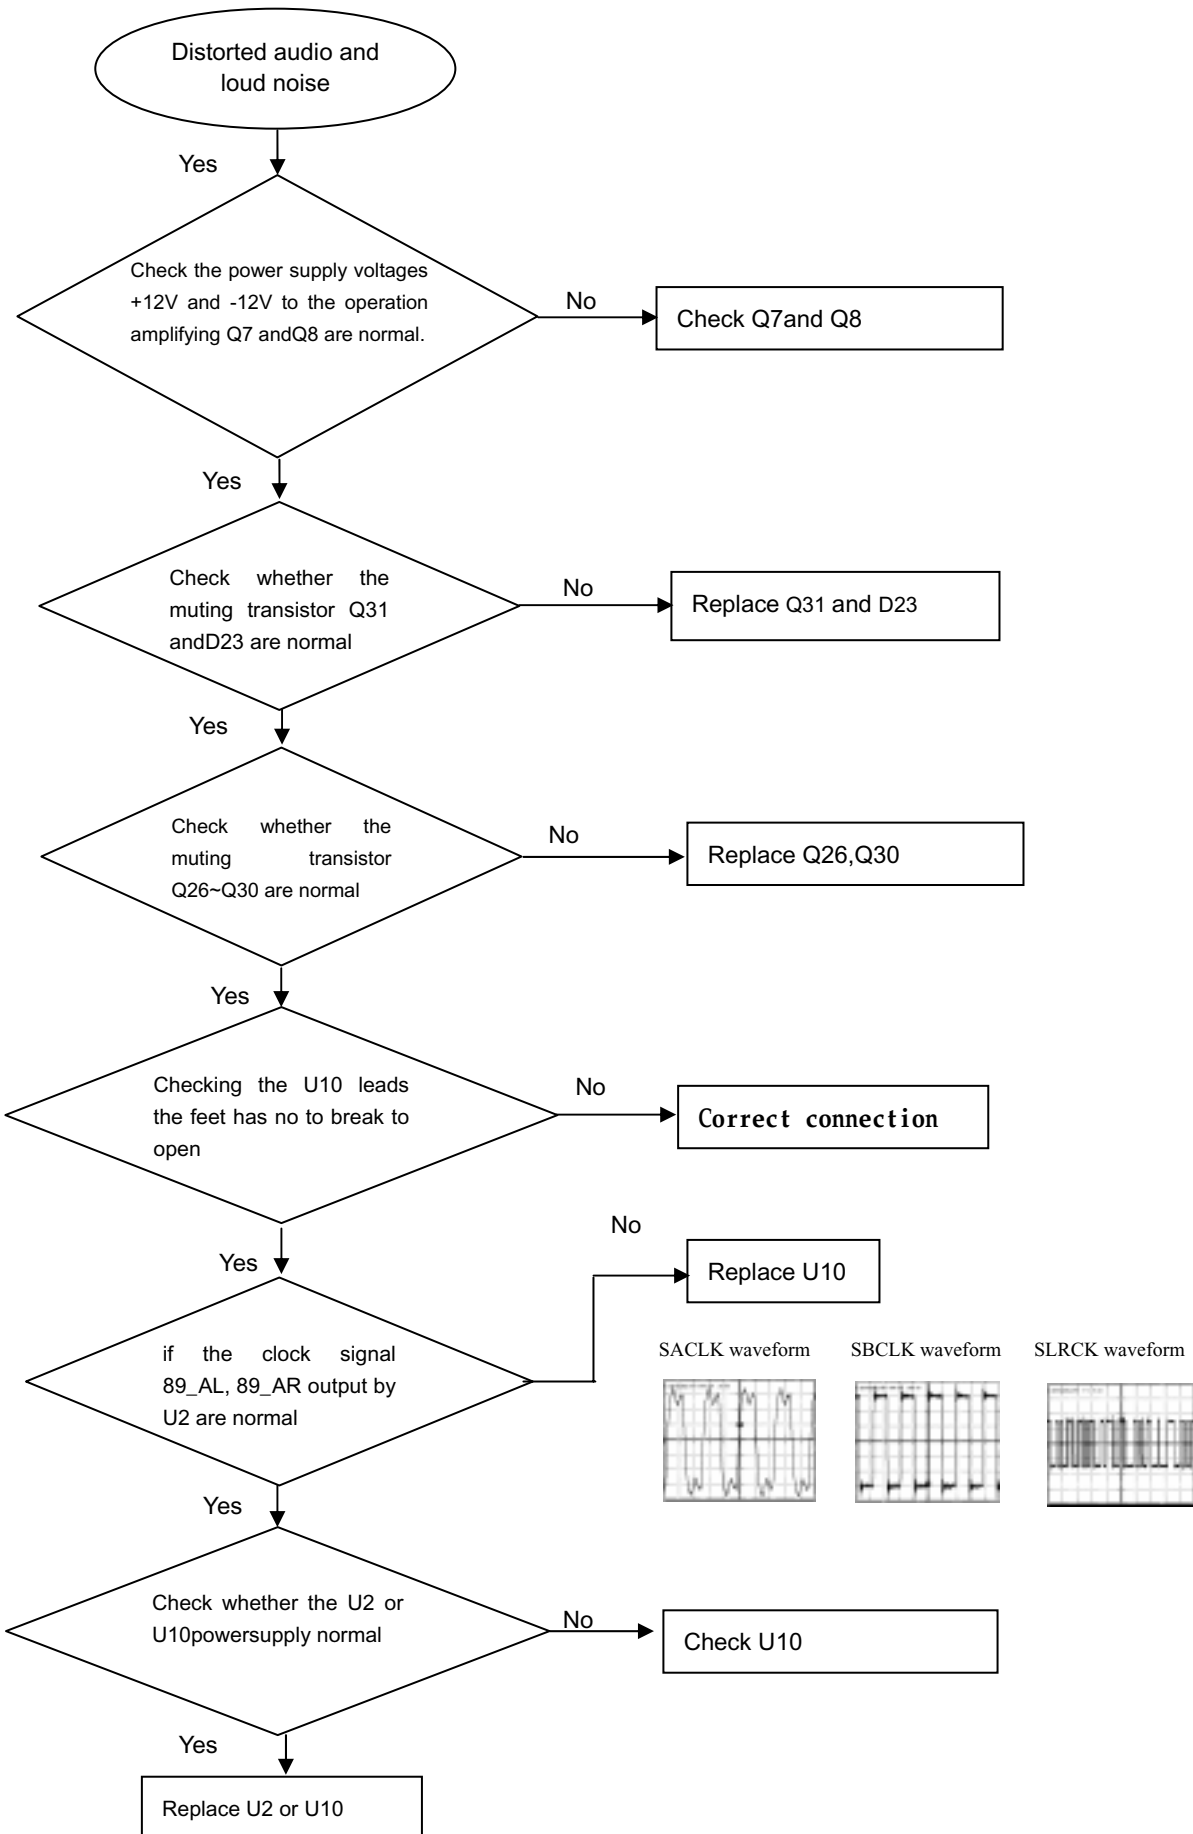 Distorted audio and
loud noise
Yes
Check the power supply voltages
+12V and -12V to the operation
amplifying Q7 andQ8 are normal.
No
Check Q7and Q8
Yes
Check whether the
muting transistor Q31
andD23 are normal
No
Replace Q31 and D23
Yes
Check whether the
muting transistor
Q26~Q30 are normal
No
Replace Q26,Q30
Yes
Checking the U10 leads
the feet has no to break to
open
No
Correct connection
Yes
if the clock signal
89_AL, 89_AR output by
U2 are normal
No
Replace U10
SACLK waveform
SBCLK waveform
SLRCK waveform
Yes
Check whether the U2 or
U10powersupply normal
No
Check U10
Yes
Replace U2 or U10